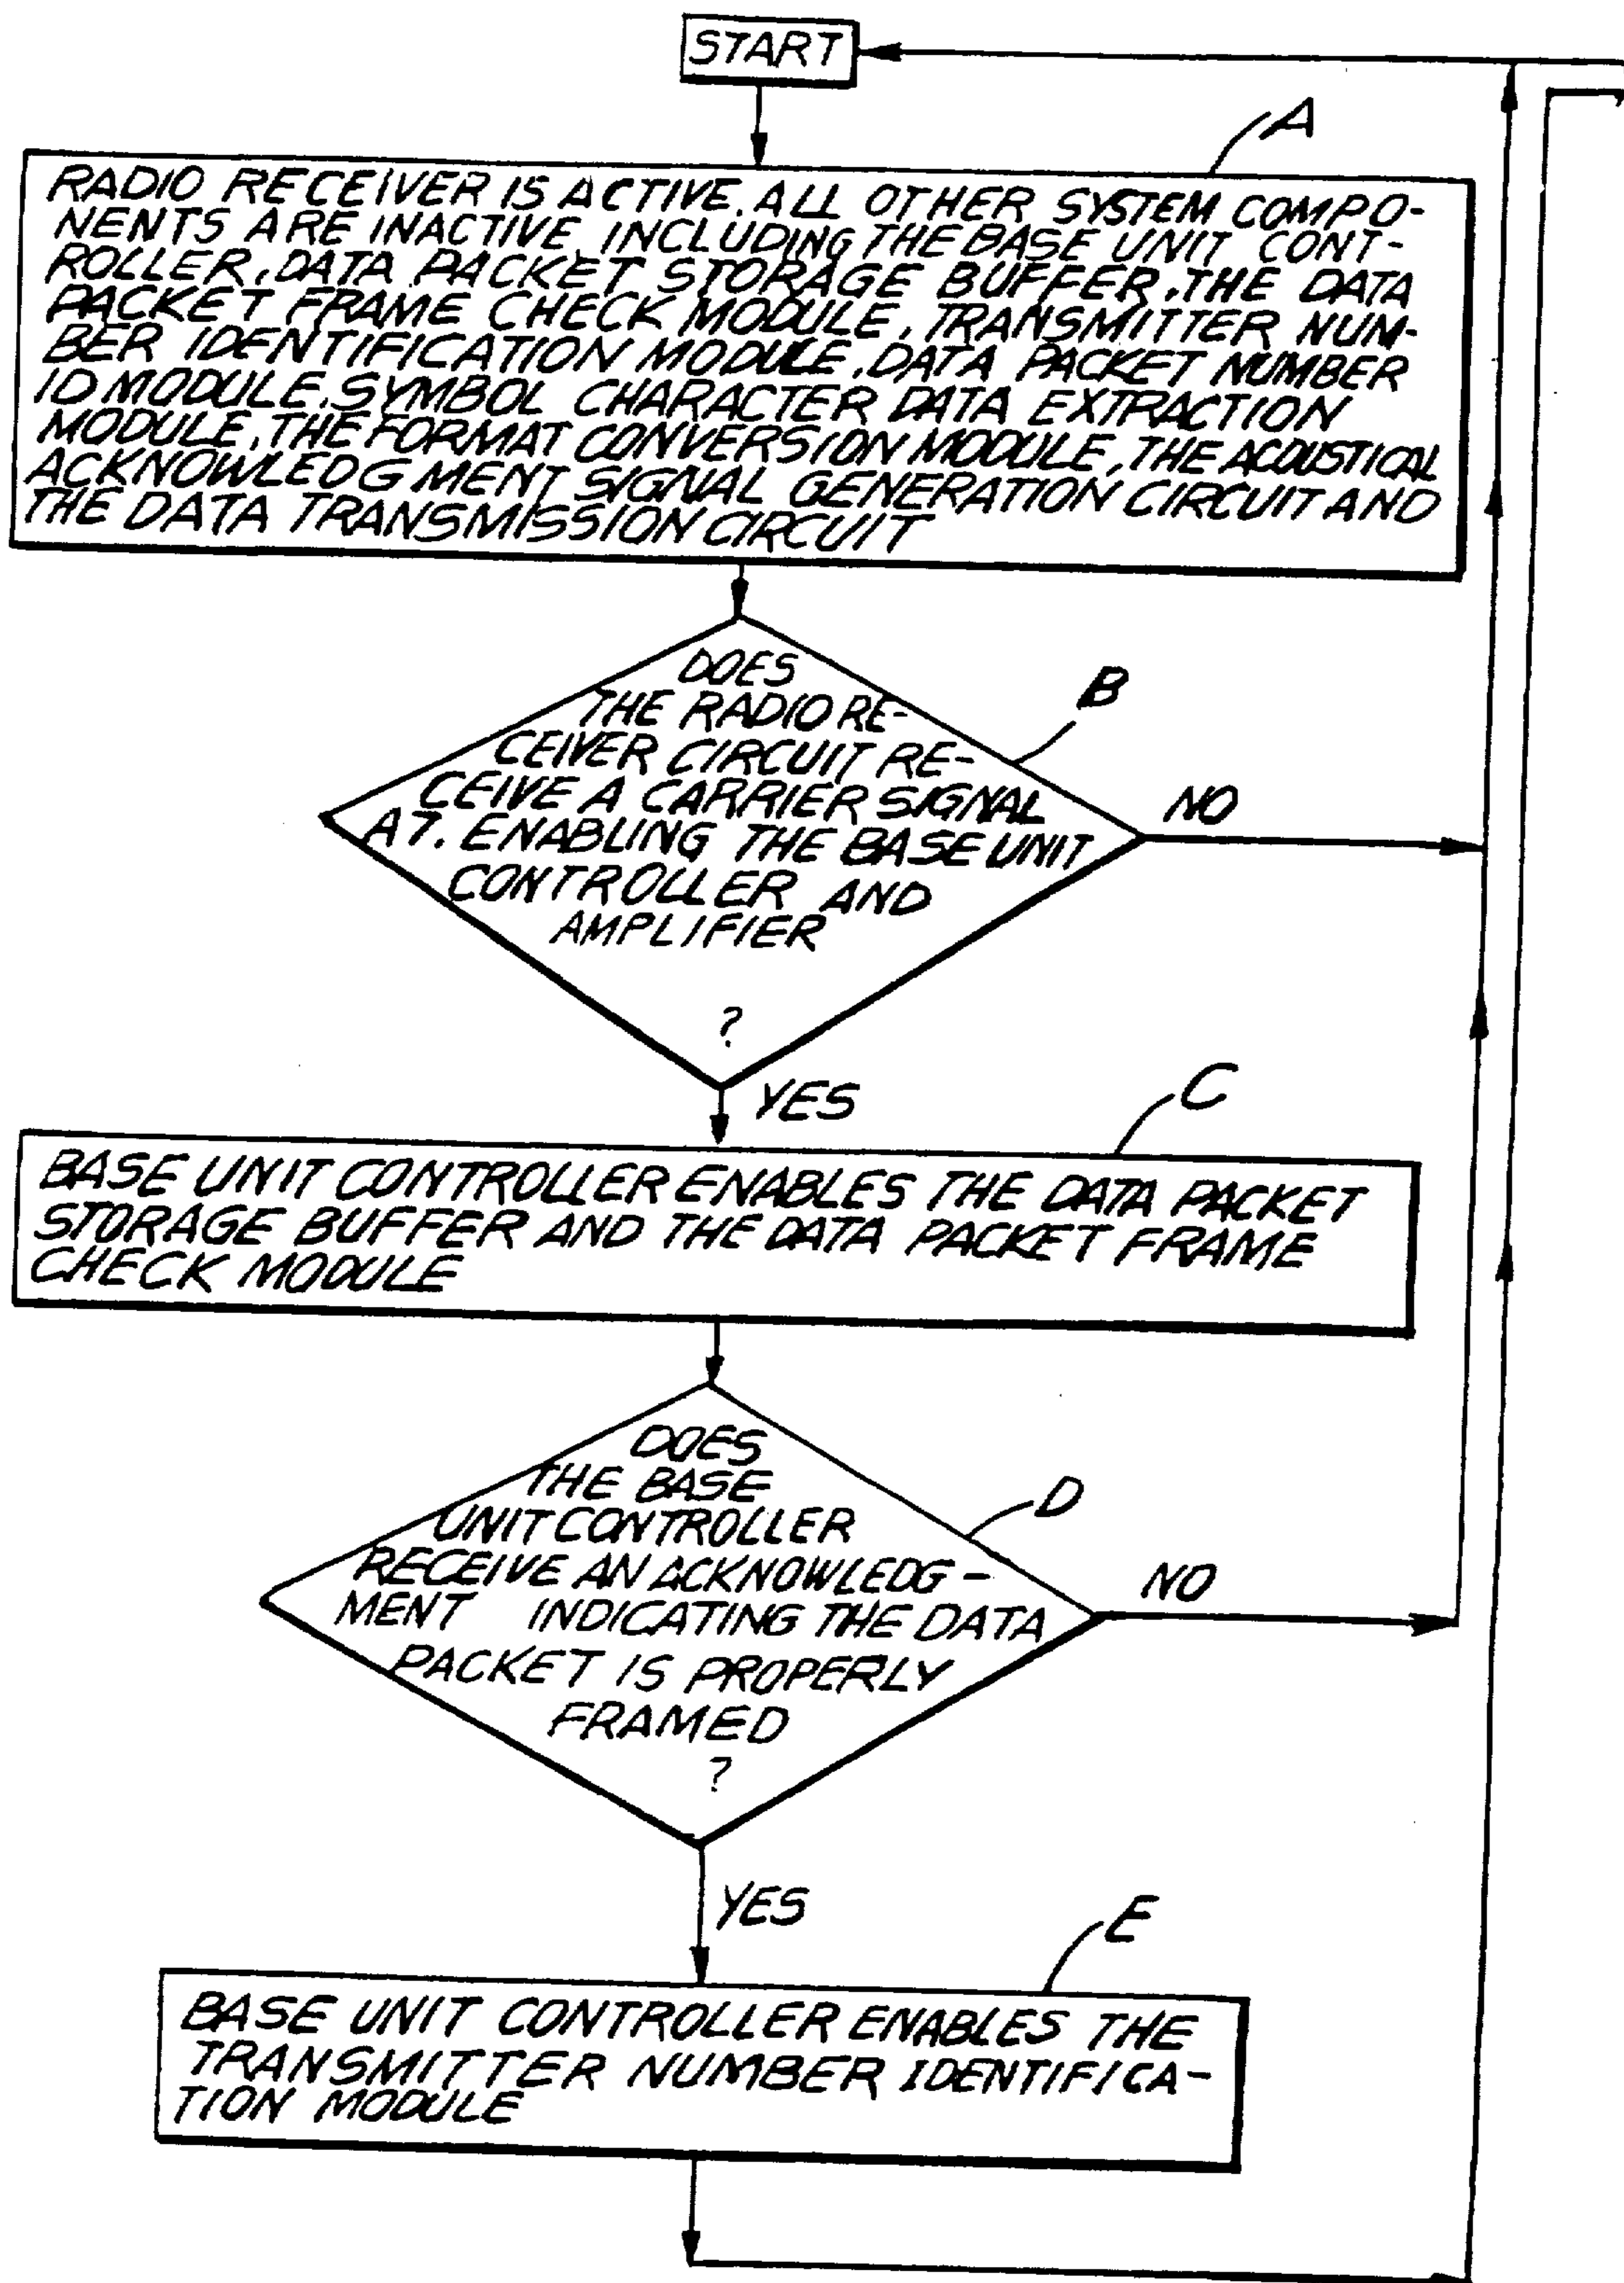 START
A
RADIO RECEIVER IS ACTIVE. ALL OTHER SYSTEM COMPO-
NENTS ARE INACTIVE, INCLUDING THE BASE UNIT CONT-
ROLLER, DATA PACKET STORAGE BUFFER, THE DATA
PACKET FRAME CHECK MODULE, TRANSMITTER NUM-
BER IDENTIFICATION MODULE, DATA PACKET NUMBER
ID MODULE, SYMBOL CHARACTER DATA EXTRACTION
MODULE, THE FORMAT CONVERSION MODULE, THE ACOUSTICAL
ACKNOWLEDGMENT SIGNAL GENERATION CIRCUIT AND
THE DATA TRANSMISSION CIRCUIT
B
DOES
THE RADIO RE-
CEIVER CIRCUIT RE-
CEIVE A CARRIER SIGNAL
AT. ENABLING THE BASE UNIT
CONTROLLER AND
AMPLIFIER
?
NO
YES
C
BASE UNIT CONTROLLER ENABLES THE DATA PACKET
STORAGE BUFFER AND THE DATA PACKET FRAME
CHECK MODULE
D
DOES
THE BASE
UNIT CONTROLLER
RECEIVE AN ACKNOWLEDG-
MENT INDICATING THE DATA
PACKET IS PROPERLY
FRAMED
?
NO
YES
E
BASE UNIT CONTROLLER ENABLES THE
TRANSMITTER NUMBER IDENTIFICA-
TION MODULE